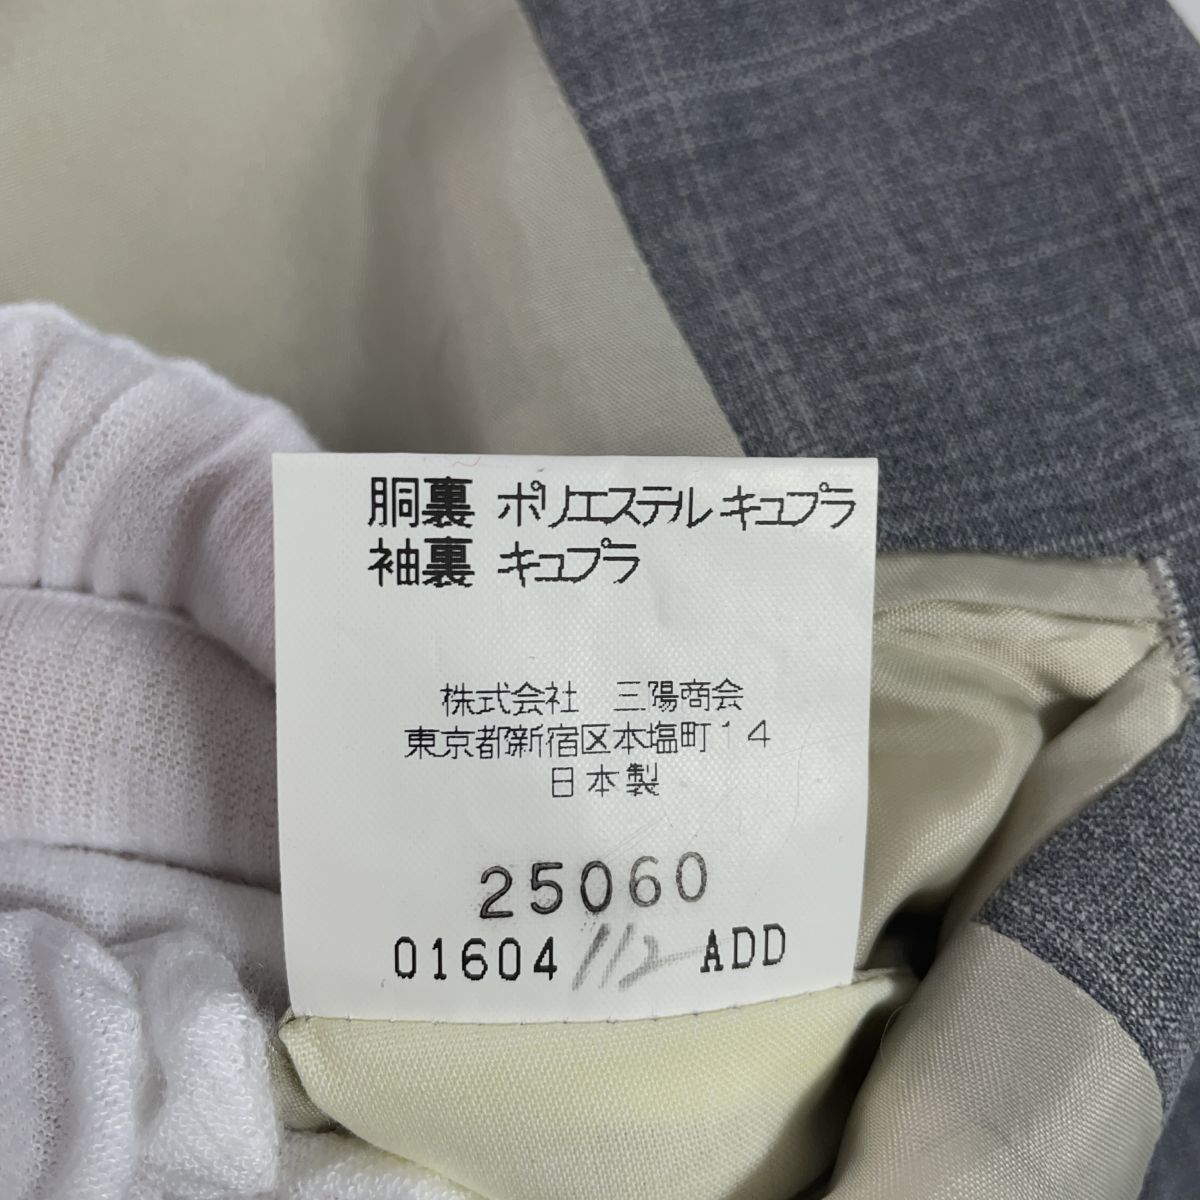 胴裏 ポリエステル キュプラ
袖裏 キュプラ
株式会社 三陽商会
東京都新宿区本塩町14
日本製
25060
01604 112 ADD